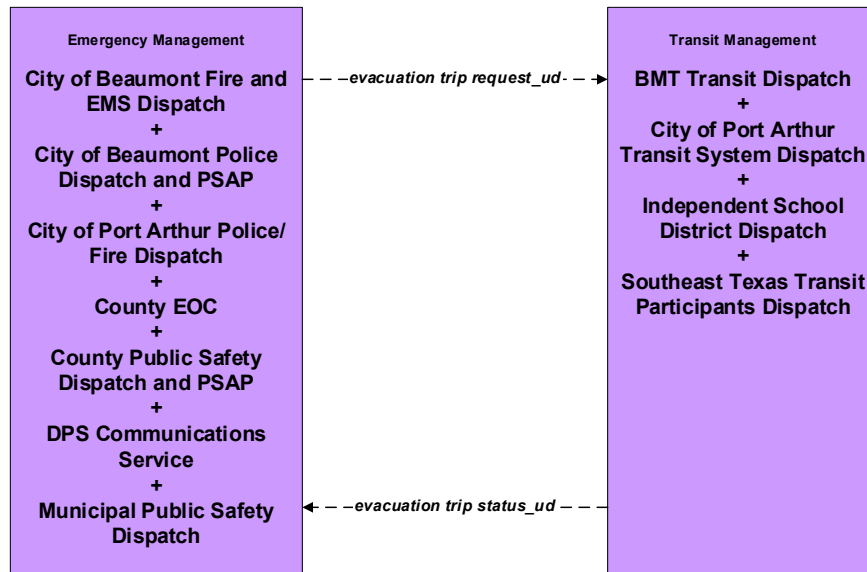 Emergency Management
City of Beaumont Fire and
EMS Dispatch
+
City of Beaumont Police
Dispatch and PSAP
+
City of Port Arthur Police/
Fire Dispatch
+
County EOC
+
County Public Safety
Dispatch and PSAP
+
DPS Communications
Service
+
Municipal Public Safety
Dispatch
evacuation trip request_ud
evacuation trip status_ud
Transit Management
BMT Transit Dispatch
+
City of Port Arthur
Transit System Dispatch
+
Independent School
District Dispatch
+
Southeast Texas Transit
Participants Dispatch